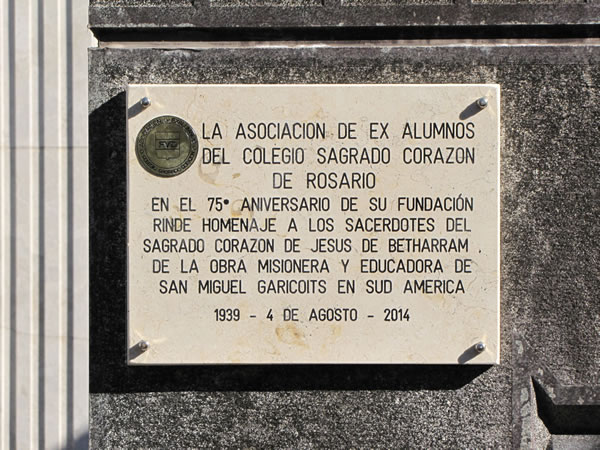 LA ASOCIACION DE EX ALUMNOS
DEL COLEGIO SAGRADO CORAZON
DE ROSARIO
EN EL 75° ANIVERSARIO DE SU FUNDACIÓN
RINDE HOMENAJE A LOS SACERDOTES DEL
SAGRADO CORAZON DE JESUS DE BETHARRAM .
DE LA OBRA MISIONERA Y EDUCADORA DE
SAN MIGUEL GARICOITS EN SUD AMERICA
1939 - 4 DE AGOSTO - 2014